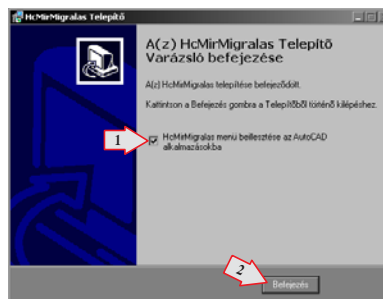 HcMirMigralas Telepítő
A(z) HcMirMigralas Telepítő
Varázsló befejezése
A(z) HcMirMigralas telepítése befejeződött.
Kattintson a Befejezés gombra a Telepítőből történő kilépéshez.
1
HcMirMigralas menü beillesztése az AutoCAD
alkalmazásokba
2
Befejezés